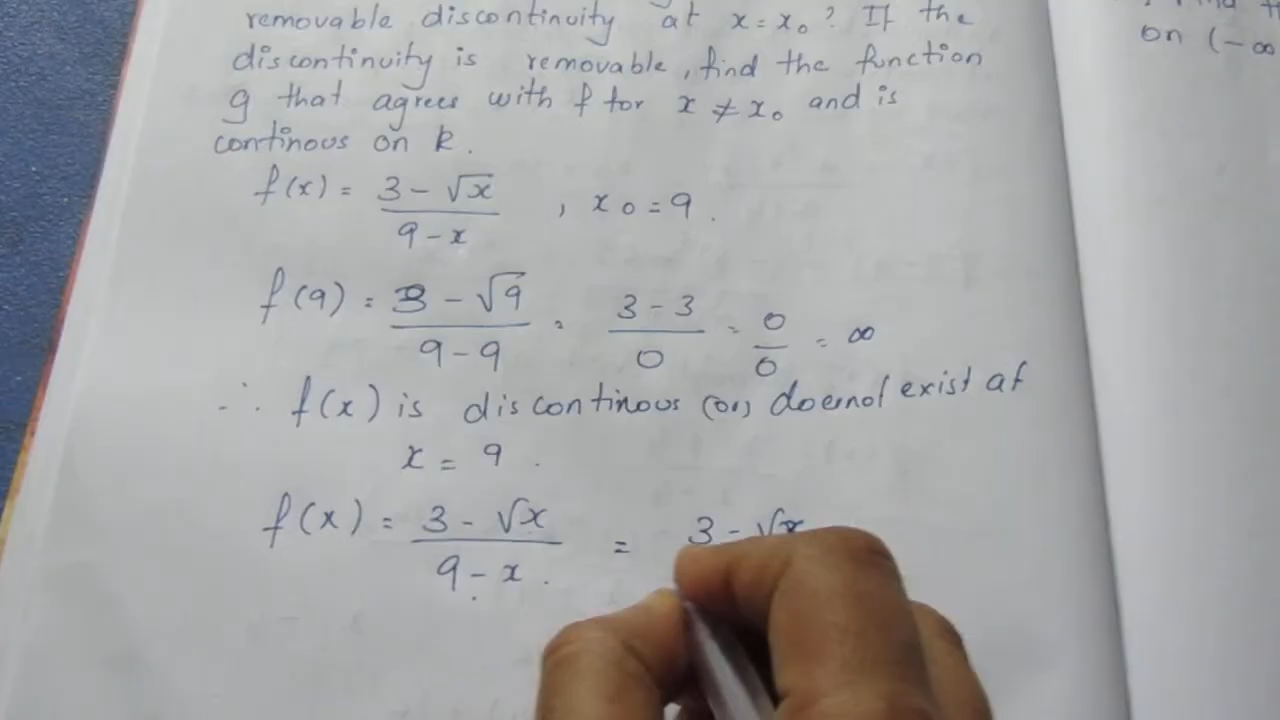 removable discontinuity at x = x₀? If the
discontinuity is removable, find the function
g that agrees with f for x ≠ x₀ and is
continous on k.
f(x) = (3 - √x)/(9 - x) , x₀ = 9.
f(9) = (3 - √9)/(9 - 9) = (3 - 3)/0 = 0/0 = ∞
∴ f(x) is discontinous (or) doesnot exist at
x = 9.
f(x) = (3 - √x)/(9 - x) = 3 - √x
on (-∞